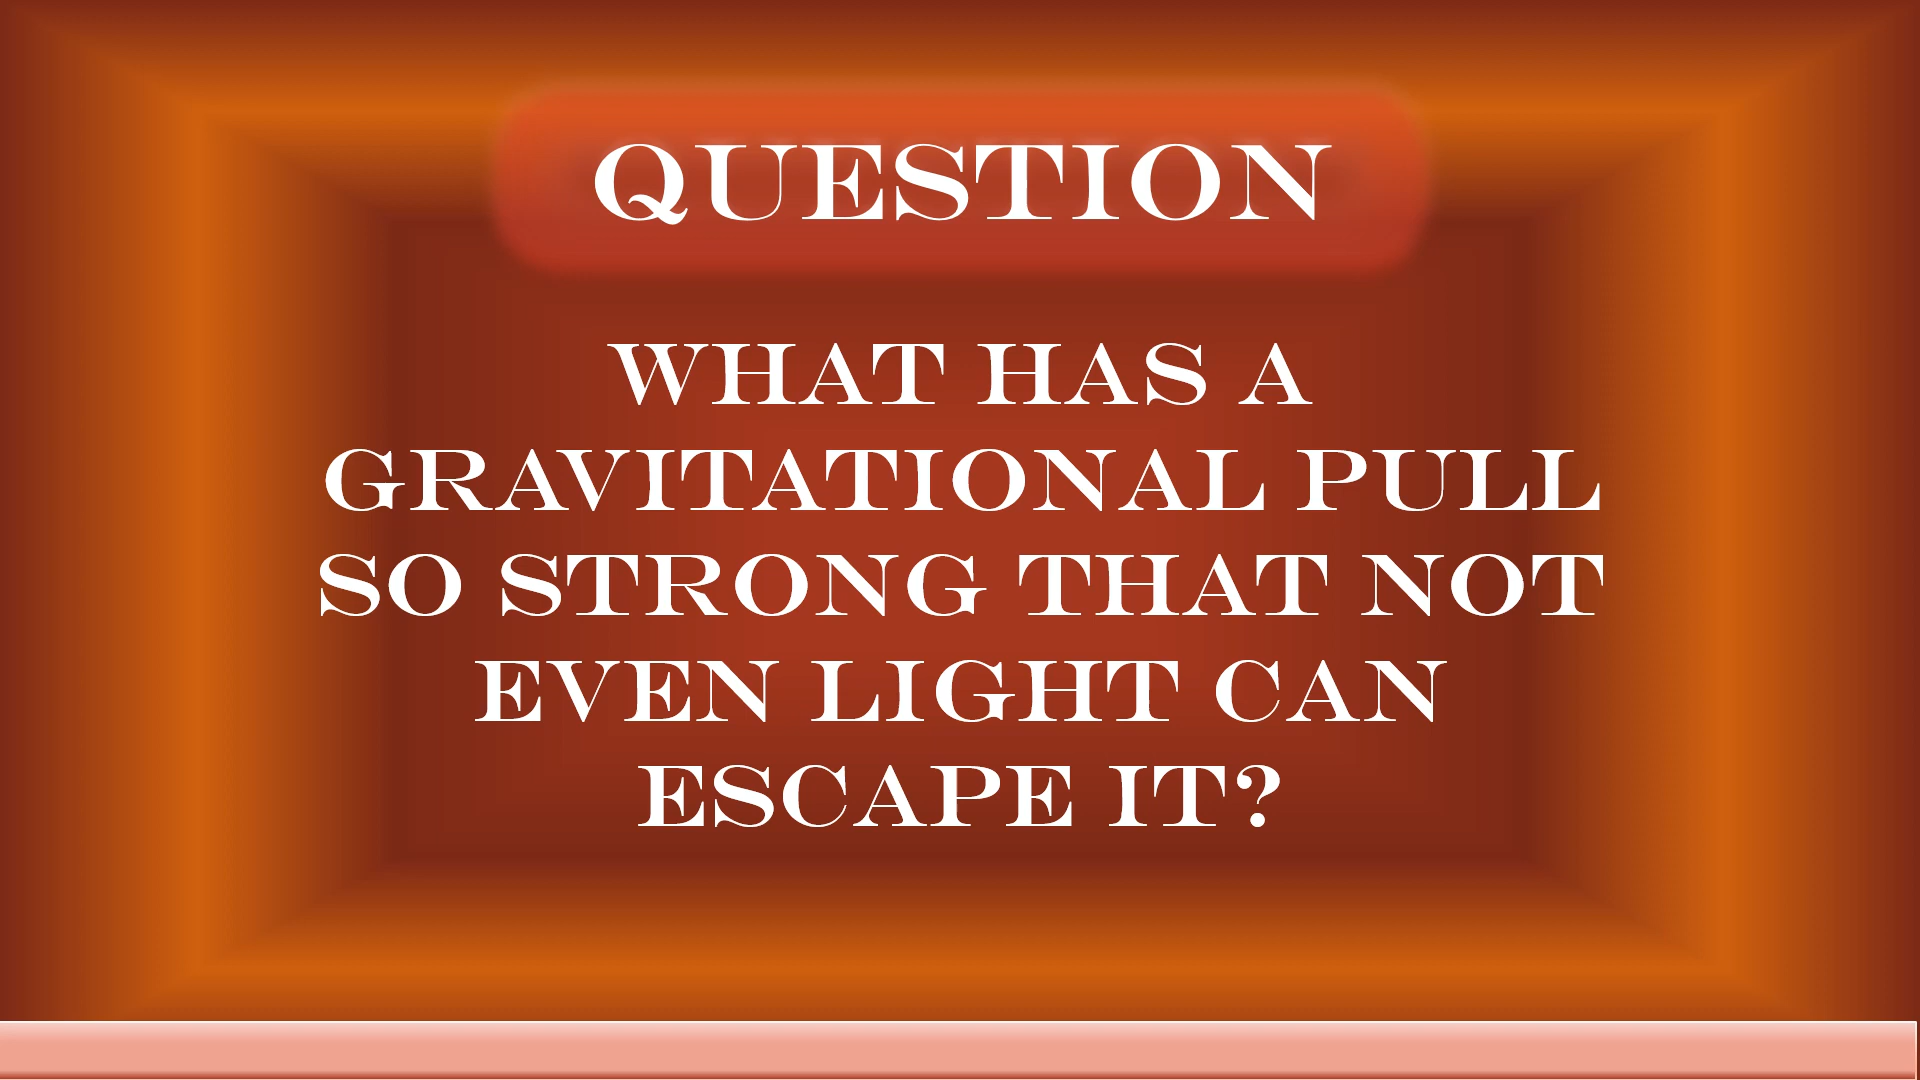 QUESTION
WHAT HAS A
GRAVITATIONAL PULL
SO STRONG THAT NOT
EVEN LIGHT CAN
ESCAPE IT?